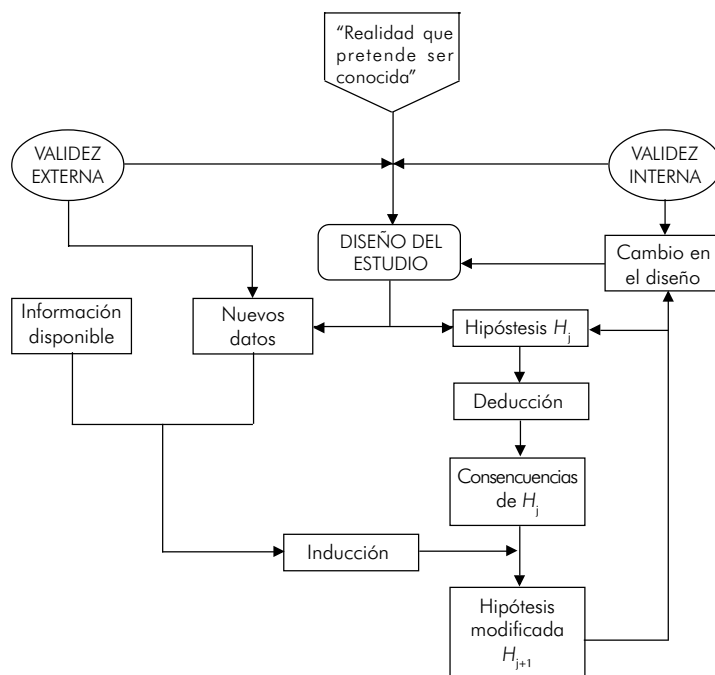 “Realidad que
pretende ser
conocida”
VALIDEZ
EXTERNA
VALIDEZ
INTERNA
DISEÑO DEL
ESTUDIO
Cambio en
el diseño
Información
disponible
Nuevos
datos
Hipóstesis Hj
Deducción
Consencuencias
de Hj
Inducción
Hipótesis
modificada
Hj+1